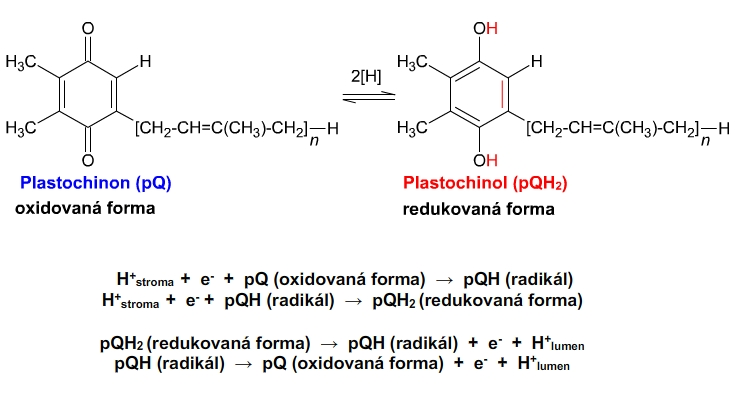 O OH
H₃C H H₃C H
2[H]
H₃C [CH₂-CH=C(CH₃)-CH₂]ₙ—H H₃C [CH₂-CH=C(CH₃)-CH₂]ₙ—H
O OH
Plastochinon (pQ) Plastochinol (pQH₂)
oxidovaná forma redukovaná forma
H⁺stroma + e⁻ + pQ (oxidovaná forma) → pQH (radikál)
H⁺stroma + e⁻ + pQH (radikál) → pQH₂ (redukovaná forma)
pQH₂ (redukovaná forma) → pQH (radikál) + e⁻ + H⁺lumen
pQH (radikál) → pQ (oxidovaná forma) + e⁻ + H⁺lumen